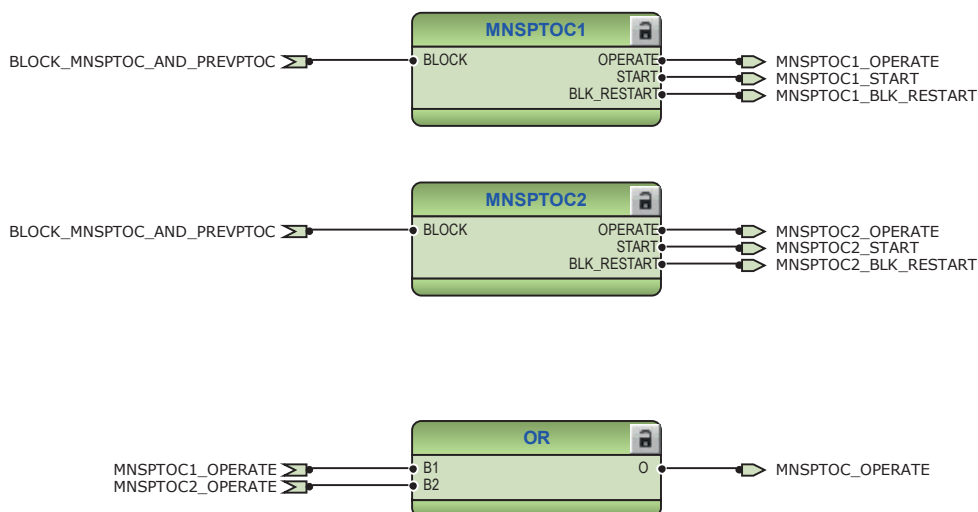 MNSPTOC1
BLOCK_MNSPTOC_AND_PREVPTOC
BLOCK
OPERATE
START
BLK_RESTART
MNSPTOC1_OPERATE
MNSPTOC1_START
MNSPTOC1_BLK_RESTART
MNSPTOC2
BLOCK_MNSPTOC_AND_PREVPTOC
BLOCK
OPERATE
START
BLK_RESTART
MNSPTOC2_OPERATE
MNSPTOC2_START
MNSPTOC2_BLK_RESTART
OR
MNSPTOC1_OPERATE
MNSPTOC2_OPERATE
B1
B2
O
MNSPTOC_OPERATE